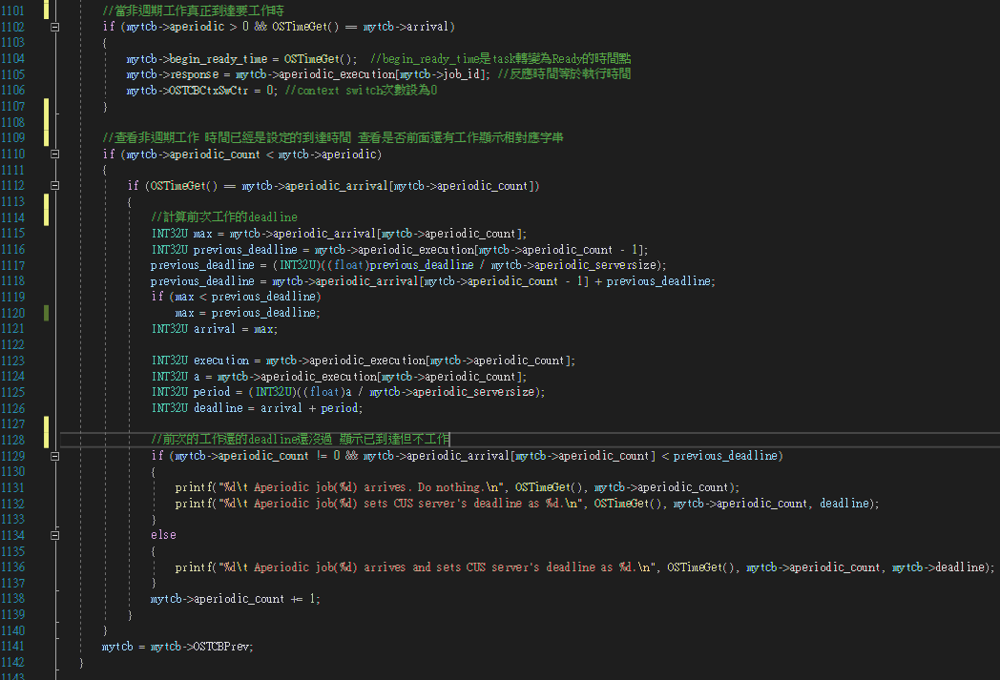 1101 //當非週期工作真正到達要工作時
1102 if (mytcb->aperiodic > 0 && OSTimeGet() == mytcb->arrival)
1103 {
1104 mytcb->begin_ready_time = OSTimeGet(); //begin_ready_time是task轉變為Ready的時間點
1105 mytcb->response = mytcb->aperiodic_execution[mytcb->job_id]; //反應時間等於執行時間
1106 mytcb->OSTCBCtxSwCtr = 0; //context switch次數設為0
1107 }
1108
1109 //查看非週期工作 時間已經是設定的到達時間 查看是否前面還有工作顯示相對應字串
1110 if (mytcb->aperiodic_count < mytcb->aperiodic)
1111 {
1112 if (OSTimeGet() == mytcb->aperiodic_arrival[mytcb->aperiodic_count])
1113 {
1114 //計算前次工作的deadline
1115 INT32U max = mytcb->aperiodic_arrival[mytcb->aperiodic_count];
1116 INT32U previous_deadline = mytcb->aperiodic_execution[mytcb->aperiodic_count - 1];
1117 previous_deadline = (INT32U)((float)previous_deadline / mytcb->aperiodic_serversize);
1118 previous_deadline = mytcb->aperiodic_arrival[mytcb->aperiodic_count - 1] + previous_deadline;
1119 if (max < previous_deadline)
1120 max = previous_deadline;
1121 INT32U arrival = max;
1122
1123 INT32U execution = mytcb->aperiodic_execution[mytcb->aperiodic_count];
1124 INT32U a = mytcb->aperiodic_execution[mytcb->aperiodic_count];
1125 INT32U period = (INT32U)((float)a / mytcb->aperiodic_serversize);
1126 INT32U deadline = arrival + period;
1127
1128 //前次的工作還的deadline還沒過 顯示已到達但不工作
1129 if (mytcb->aperiodic_count != 0 && mytcb->aperiodic_arrival[mytcb->aperiodic_count] < previous_deadline)
1130 {
1131 printf("%d\t Aperiodic job(%d) arrives. Do nothing.\n", OSTimeGet(), mytcb->aperiodic_count);
1132 printf("%d\t Aperiodic job(%d) sets CUS server's deadline as %d.\n", OSTimeGet(), mytcb->aperiodic_count, deadline);
1133 }
1134 else
1135 {
1136 printf("%d\t Aperiodic job(%d) arrives and sets CUS server's deadline as %d.\n", OSTimeGet(), mytcb->aperiodic_count, mytcb->deadline);
1137 }
1138 mytcb->aperiodic_count += 1;
1139 }
1140 }
1141 mytcb = mytcb->OSTCBPrev;
1142 }
1143